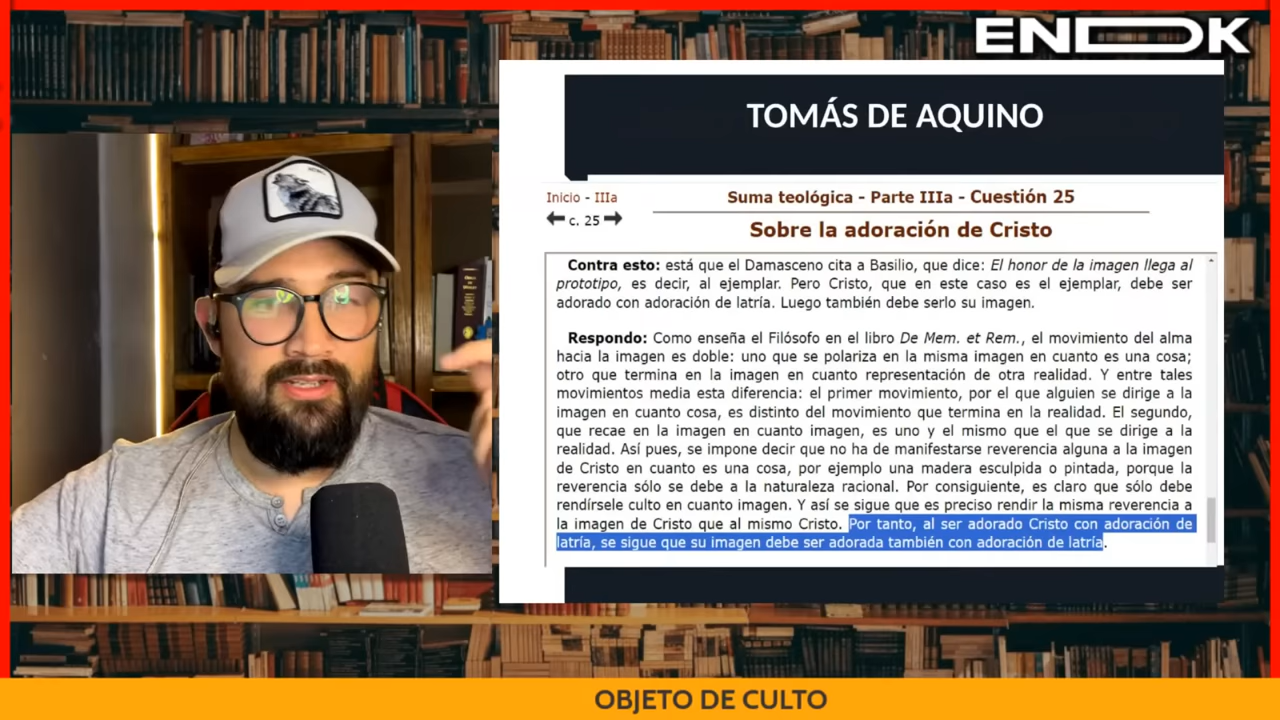 ENDK
TOMÁS DE AQUINO
Inicio - IIIa
c. 25
Suma teológica - Parte IIIa - Cuestión 25
Sobre la adoración de Cristo
Contra esto: está que el Damasceno cita a Basilio, que dice: El honor de la imagen llega al
prototipo, es decir, al ejemplar. Pero Cristo, que en este caso es el ejemplar, debe ser
adorado con adoración de latría. Luego también debe serlo su imagen.
Respondo: Como enseña el Filósofo en el libro De Mem. et Rem., el movimiento del alma
hacia la imagen es doble: uno que se polariza en la misma imagen en cuanto es una cosa;
otro que termina en la imagen en cuanto representación de otra realidad. Y entre tales
movimientos media esta diferencia: el primer movimiento, por el que alguien se dirige a la
imagen en cuanto cosa, es distinto del movimiento que termina en la realidad. El segundo,
que recae en la imagen en cuanto imagen, es uno y el mismo que el que se dirige a la
realidad. Así pues, se impone decir que no ha de manifestarse reverencia alguna a la imagen
de Cristo en cuanto es una cosa, por ejemplo una madera esculpida o pintada, porque la
reverencia sólo se debe a la naturaleza racional. Por consiguiente, es claro que sólo debe
rendírsele culto en cuanto imagen. Y así se sigue que es preciso rendir la misma reverencia a
la imagen de Cristo que al mismo Cristo. Por tanto, al ser adorado Cristo con adoración de
latría, se sigue que su imagen debe ser adorada también con adoración de latría.
OBJETO DE CULTO